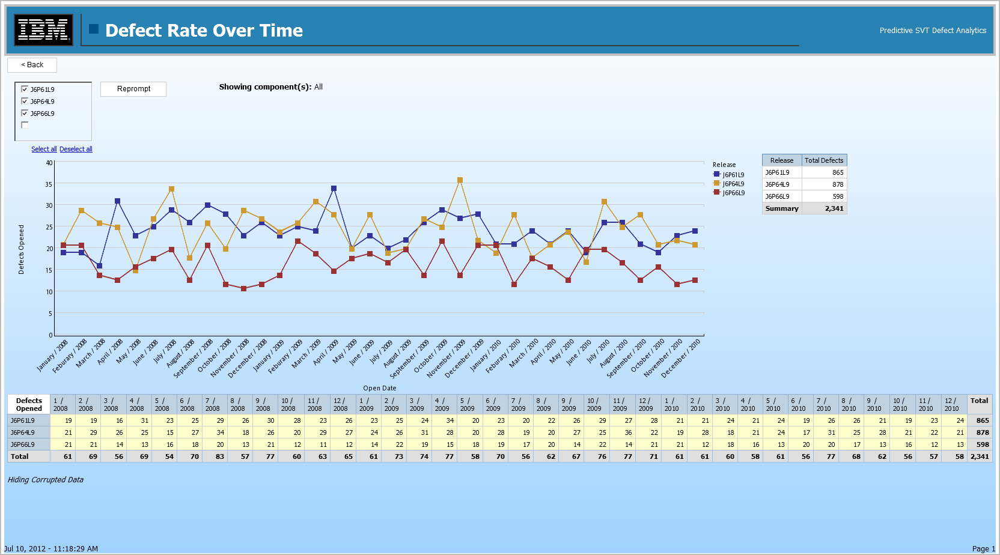 IBM
Defect Rate Over Time
Predictive SVT Defect Analytics
< Back
J6P61L9
J6P64L9
J6P66L9
Reprompt
Showing component(s): All
Select all Deselect all
Defects Opened
40
35
30
25
20
15
10
5
0
January / 2008
Feburary / 2008
March / 2008
April / 2008
May / 2008
June / 2008
July / 2008
August / 2008
September / 2008
October / 2008
November / 2008
December / 2008
January / 2009
Feburary / 2009
March / 2009
April / 2009
May / 2009
June / 2009
July / 2009
August / 2009
September / 2009
October / 2009
November / 2009
December / 2009
January / 2010
Feburary / 2010
March / 2010
April / 2010
May / 2010
June / 2010
July / 2010
August / 2010
September / 2010
October / 2010
November / 2010
December / 2010
Open Date
Release
J6P61L9
J6P64L9
J6P66L9
Release Total Defects
J6P61L9 865
J6P64L9 878
J6P66L9 598
Summary 2,341
Defects Opened 1 / 2008 2 / 2008 3 / 2008 4 / 2008 5 / 2008 6 / 2008 7 / 2008 8 / 2008 9 / 2008 10 / 2008 11 / 2008 12 / 2008 1 / 2009 2 / 2009 3 / 2009 4 / 2009 5 / 2009 6 / 2009 7 / 2009 8 / 2009 9 / 2009 10 / 2009 11 / 2009 12 / 2009 1 / 2010 2 / 2010 3 / 2010 4 / 2010 5 / 2010 6 / 2010 7 / 2010 8 / 2010 9 / 2010 10 / 2010 11 / 2010 12 / 2010 Total
J6P61L9 19 19 16 31 23 25 29 26 30 28 23 26 23 25 24 34 20 23 20 22 26 29 27 28 21 21 24 21 24 19 26 26 21 19 23 24 865
J6P64L9 21 29 26 25 15 27 34 18 26 20 29 27 24 26 31 28 20 28 19 20 27 25 36 22 19 28 18 21 24 17 31 25 28 21 22 21 878
J6P66L9 21 21 14 13 16 18 20 13 21 12 11 12 14 22 19 15 18 19 17 20 14 22 14 21 21 12 18 16 13 20 20 17 13 16 12 13 598
Total 61 69 56 69 54 70 83 57 77 60 63 65 61 73 74 77 58 70 56 62 67 76 77 71 61 61 60 58 61 56 77 68 62 56 57 58 2,341
Hiding Corrupted Data
Jul 10, 2012 - 11:18:29 AM
Page 1